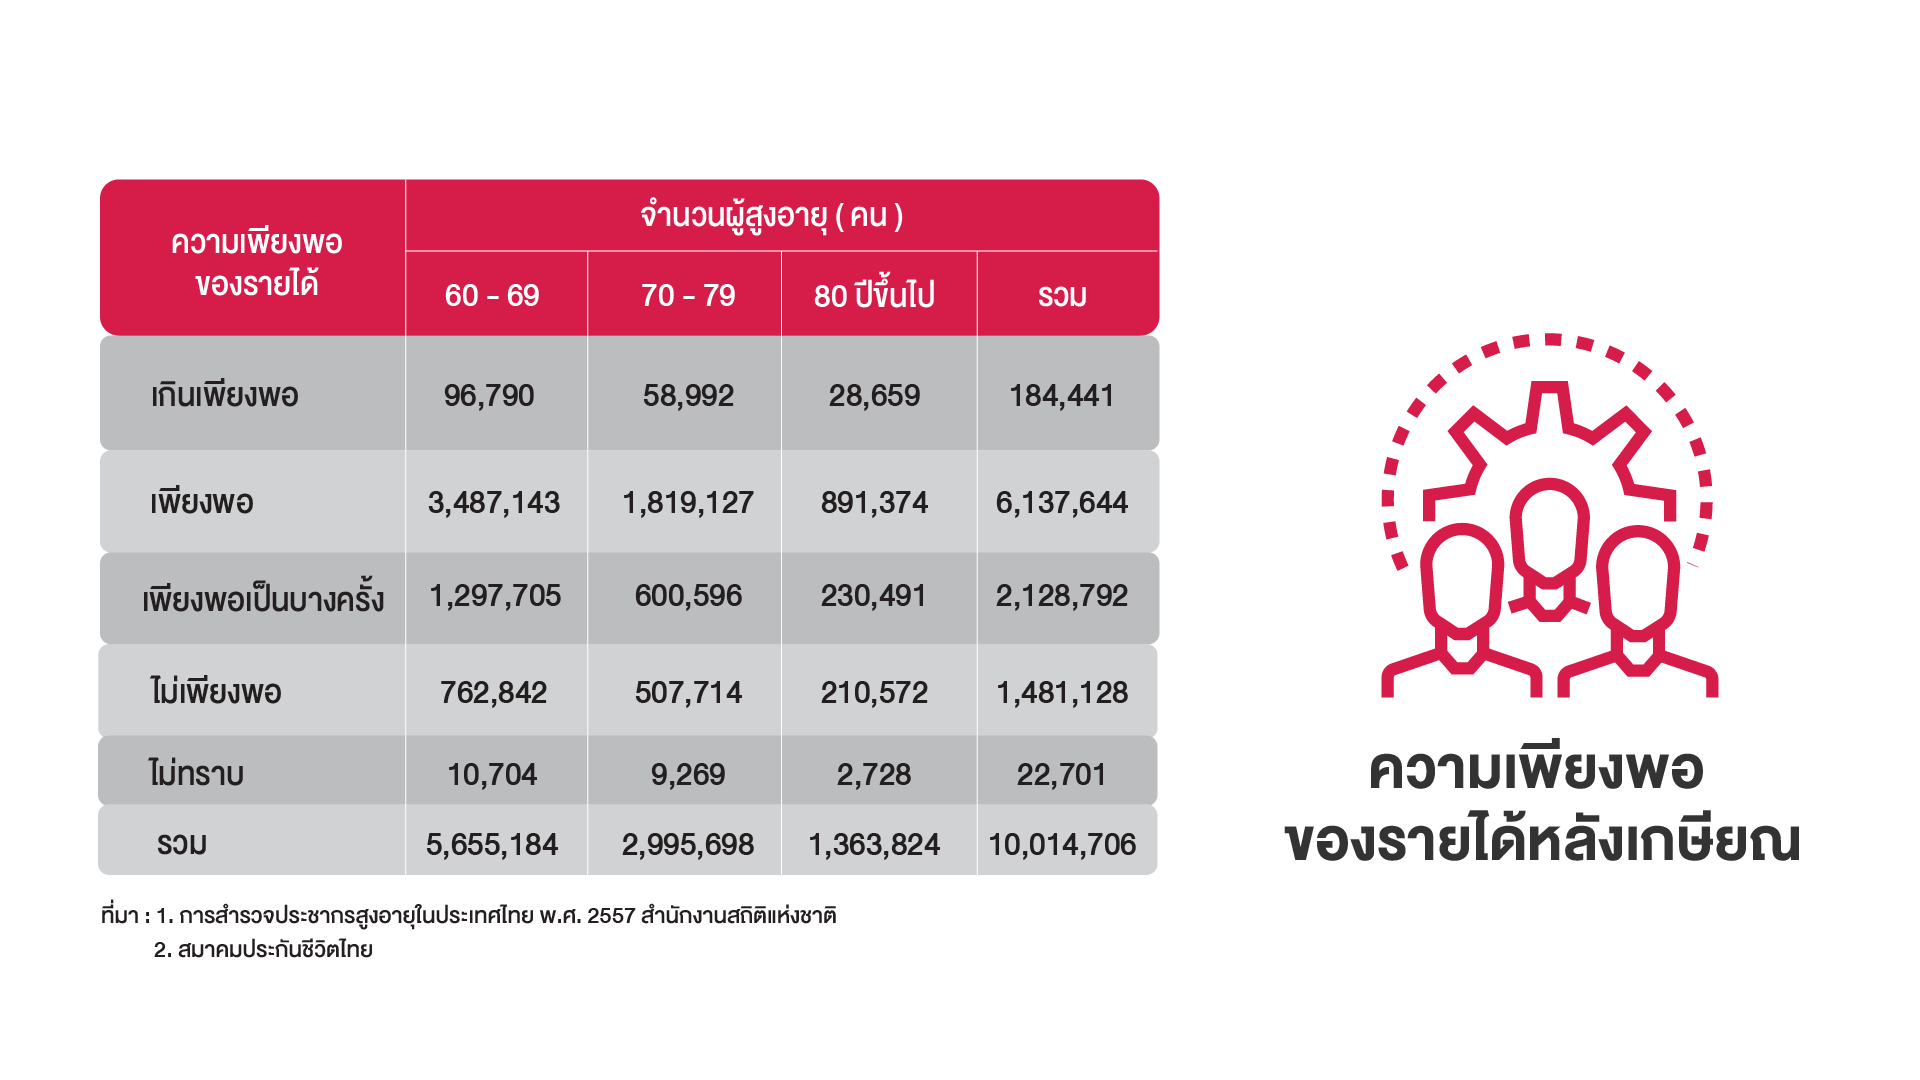 ความเพียงพอ
ของรายได้
จำนวนผู้สูงอายุ ( คน )
60 - 69 70 - 79 80 ปีขึ้นไป รวม
เกินเพียงพอ 96,790 58,992 28,659 184,441
เพียงพอ 3,487,143 1,819,127 891,374 6,137,644
เพียงพอเป็นบางครั้ง 1,297,705 600,596 230,491 2,128,792
ไม่เพียงพอ 762,842 507,714 210,572 1,481,128
ไม่ทราบ 10,704 9,269 2,728 22,701
รวม 5,655,184 2,995,698 1,363,824 10,014,706
ที่มา : 1. การสำรวจประชากรสูงอายุในประเทศไทย พ.ศ. 2557 สำนักงานสถิติแห่งชาติ
2. สมาคมประกันชีวิตไทย
ความเพียงพอ
ของรายได้หลังเกษียณ